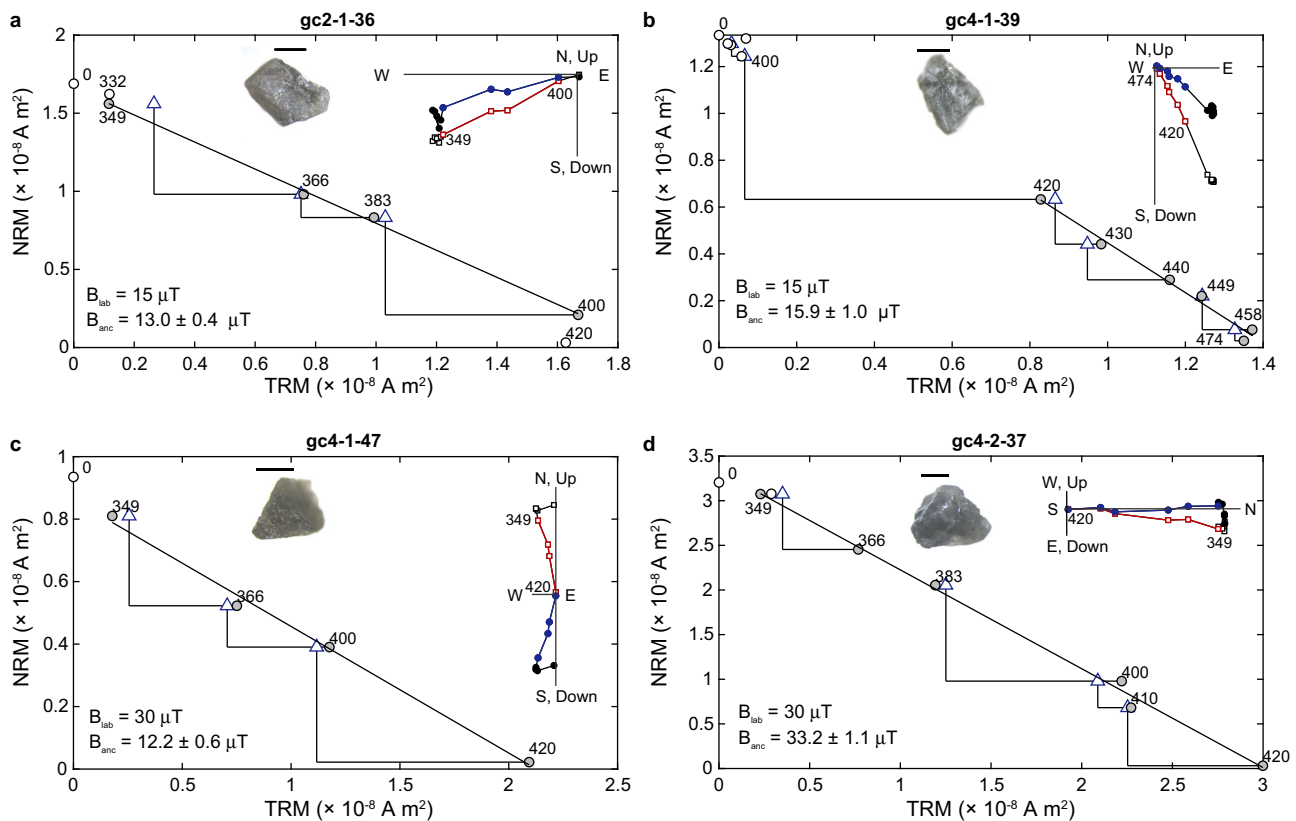 a
gc2-1-36
NRM (× 10⁻⁸ A m²)
2
1.5
1
0.5
0
0
332
349
366
383
400
420
W
N, Up
E
400
349
S, Down
B_lab = 15 μT
B_anc = 13.0 ± 0.4 μT
0 0.2 0.4 0.6 0.8 1 1.2 1.4 1.6 1.8
TRM (× 10⁻⁸ A m²)
b
gc4-1-39
NRM (× 10⁻⁸ A m²)
1.2
1
0.8
0.6
0.4
0.2
0
0
400
420
430
440
449
458
474
N, Up
W
E
474
420
S, Down
B_lab = 15 μT
B_anc = 15.9 ± 1.0 μT
0 0.2 0.4 0.6 0.8 1 1.2 1.4
TRM (× 10⁻⁸ A m²)
c
gc4-1-47
NRM (× 10⁻⁸ A m²)
1
0.8
0.6
0.4
0.2
0
0
349
366
400
420
N, Up
349
420
W
E
S, Down
B_lab = 30 μT
B_anc = 12.2 ± 0.6 μT
0 0.5 1 1.5 2 2.5
TRM (× 10⁻⁸ A m²)
d
gc4-2-37
NRM (× 10⁻⁸ A m²)
3.5
3
2.5
2
1.5
1
0.5
0
0
349
366
383
400
410
420
W, Up
S
N
420
349
E, Down
B_lab = 30 μT
B_anc = 33.2 ± 1.1 μT
0 0.5 1 1.5 2 2.5 3.0
TRM (× 10⁻⁸ A m²)